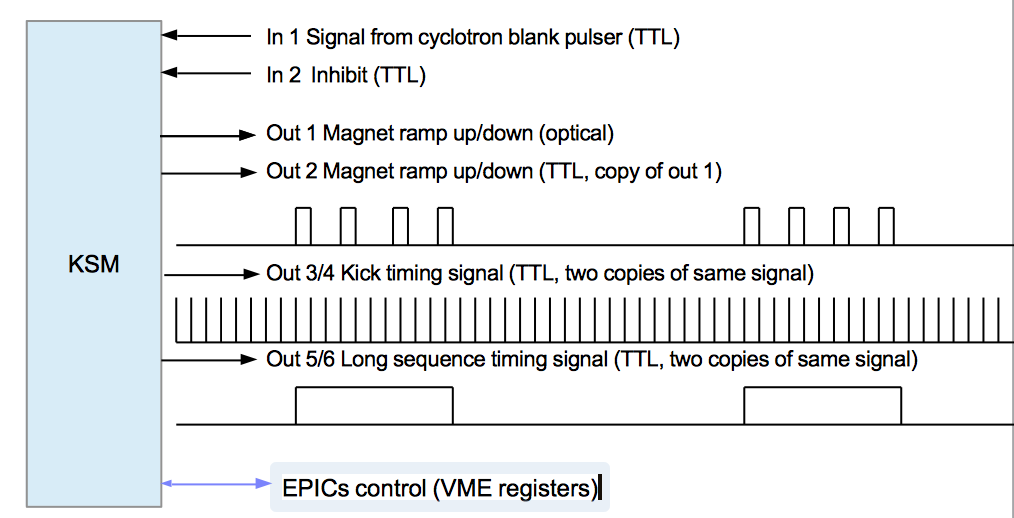 In 1 Signal from cyclotron blank pulser (TTL)
In 2 Inhibit (TTL)
Out 1 Magnet ramp up/down (optical)
Out 2 Magnet ramp up/down (TTL, copy of out 1)
KSM
Out 3/4 Kick timing signal (TTL, two copies of same signal)
Out 5/6 Long sequence timing signal (TTL, two copies of same signal)
EPICs control (VME registers)